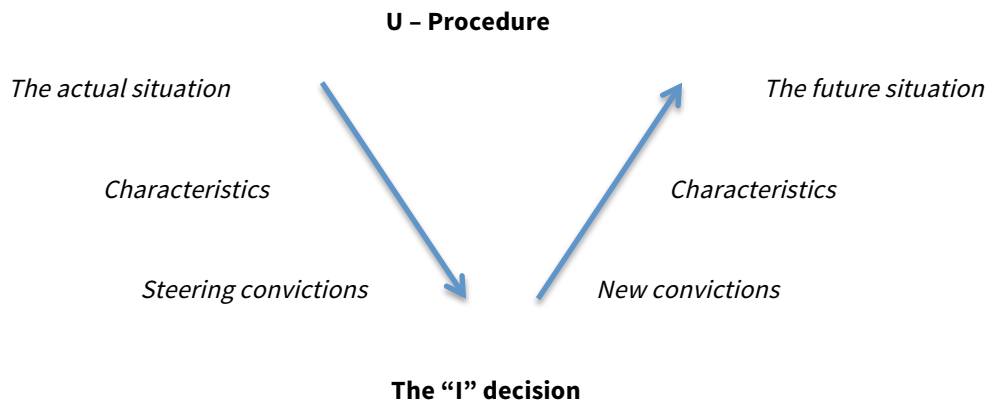 U – Procedure
The actual situation
The future situation
Characteristics
Characteristics
Steering convictions
New convictions
The “I” decision